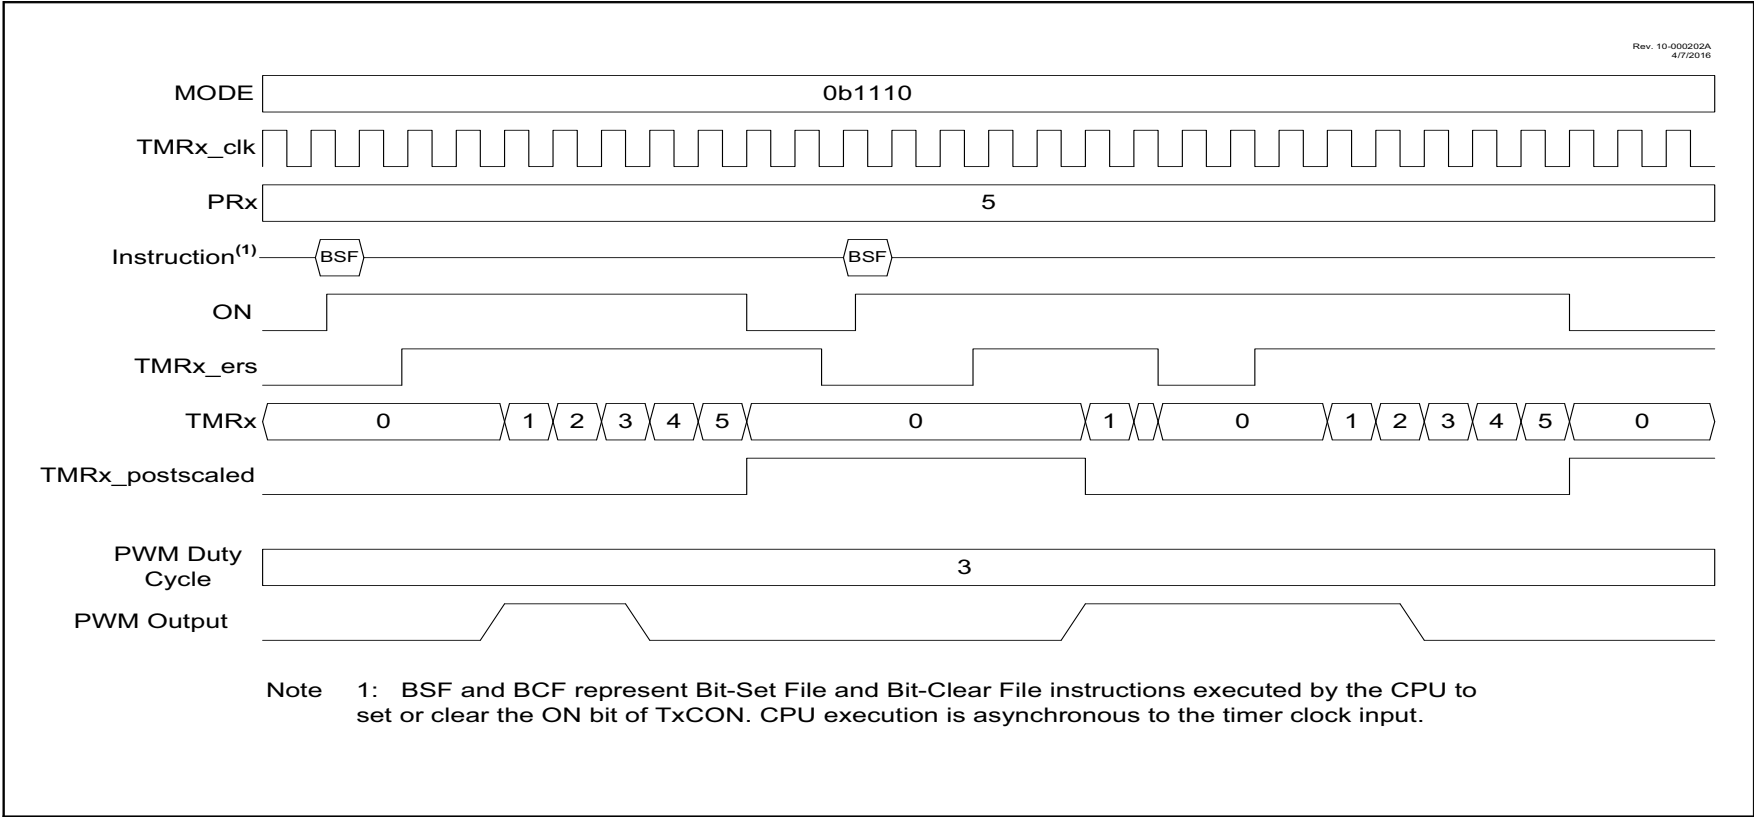 Rev. 10-000202A
4/7/2016
MODE 0b1110
TMRx_clk
PRx 5
Instruction(1) BSF BSF
ON
TMRx_ers
TMRx 0 1 2 3 4 5 0 1 0 1 2 3 4 5 0
TMRx_postscaled
PWM Duty
Cycle 3
PWM Output
Note 1: BSF and BCF represent Bit-Set File and Bit-Clear File instructions executed by the CPU to
set or clear the ON bit of TxCON. CPU execution is asynchronous to the timer clock input.